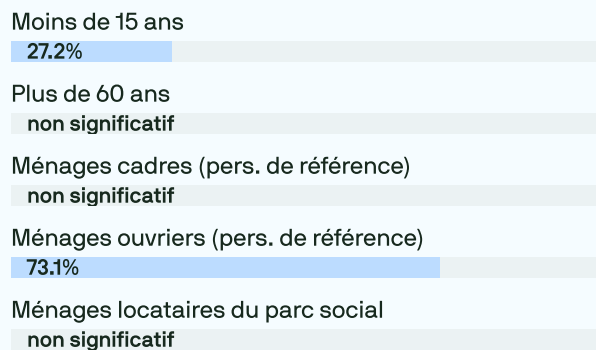 Moins de 15 ans
27.2%
Plus de 60 ans
non significatif
Ménages cadres (pers. de référence)
non significatif
Ménages ouvriers (pers. de référence)
73.1%
Ménages locataires du parc social
non significatif